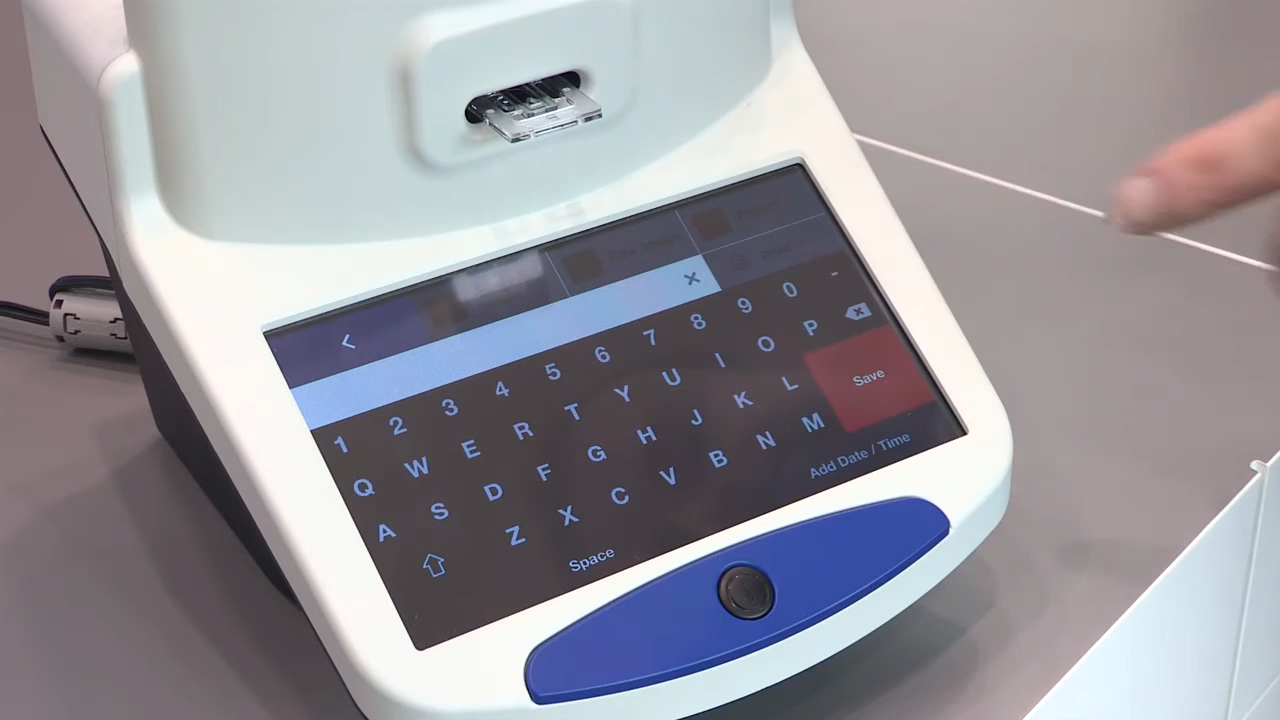 1 2 3 4 5 6 7 8 9 0 -
Q W E R T Y U I O P
A S D F G H J K L
Save
Z X C V B N M
Space
Add Date / Time